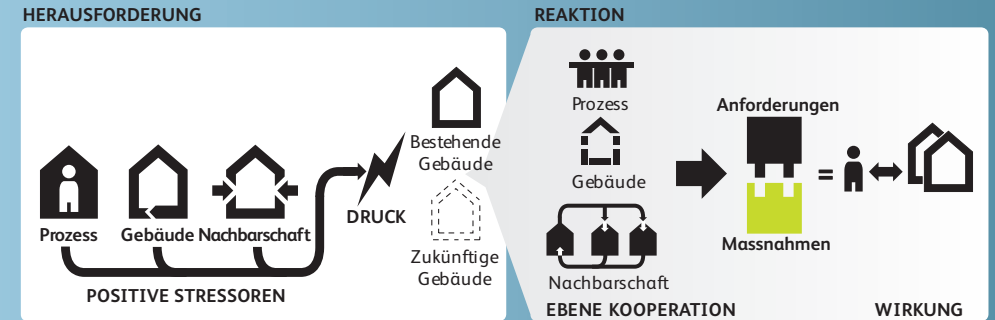 HERAUSFORDERUNG
Prozess
Gebäude
Nachbarschaft
POSITIVE STRESSOREN
DRUCK
Bestehende
Gebäude
Zukünftige
Gebäude
REAKTION
Prozess
Gebäude
Nachbarschaft
EBENE KOOPERATION
Anforderungen
=
Massnahmen
WIRKUNG